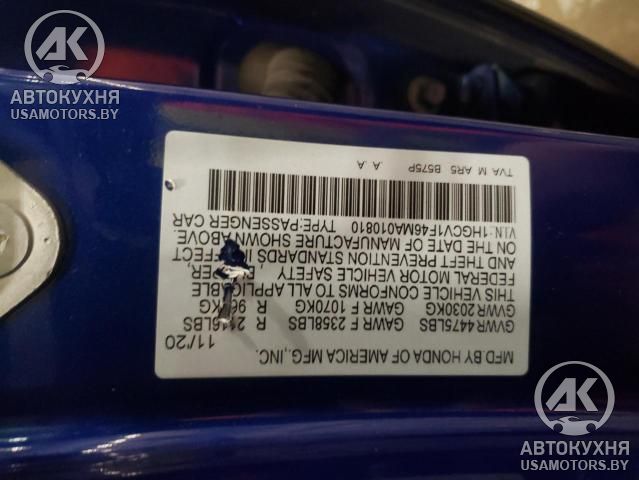 АК
АВТОКУХНЯ
USAMOTORS.BY
MFD BY HONDA OF AMERICA MFG.,INC.
11/20
GVWR 4475LBS GAWR F 2358LBS R
GVWR 2030KG GAWR F 1070KG R
THIS VEHICLE CONFORMS TO ALL APPLICABLE
FEDERAL MOTOR VEHICLE SAFETY
AND THEFT PREVENTION STANDARDS
ON THE DATE OF MANUFACTURE SHOWN ABOVE.
VIN:1HGCV1F46MA010810 TYPE:PASSENGER CAR
A A
TVA M AR5 B575P
АК
АВТОКУХНЯ
USAMOTORS.BY